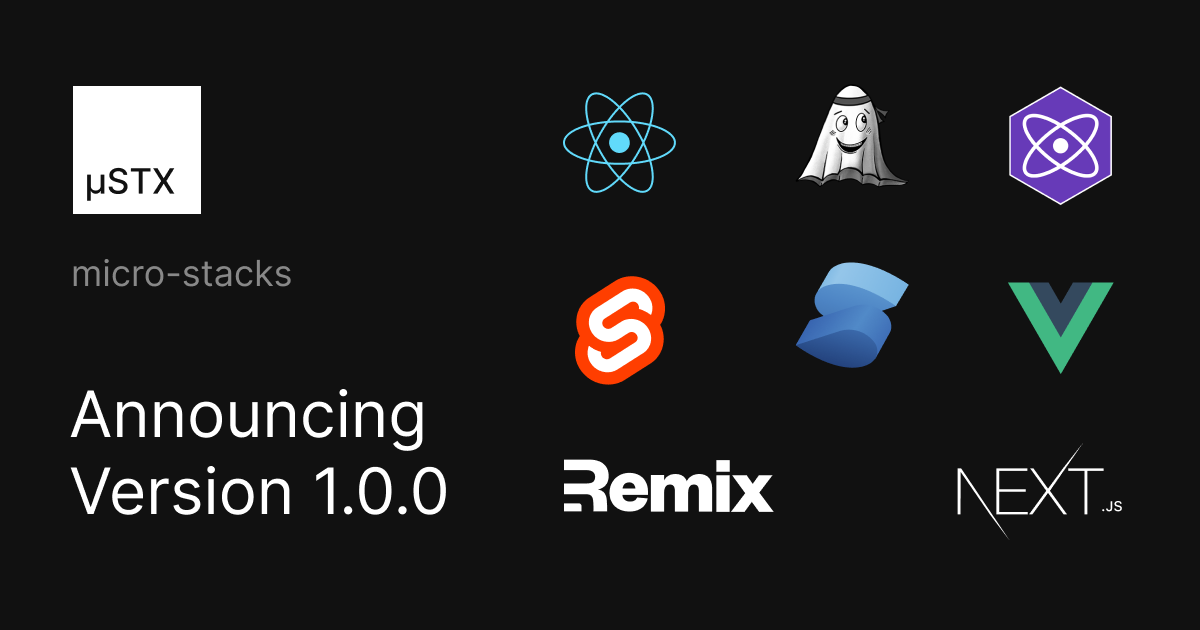 µSTX
micro-stacks
Announcing
Version 1.0.0
Remix
NEXT.JS